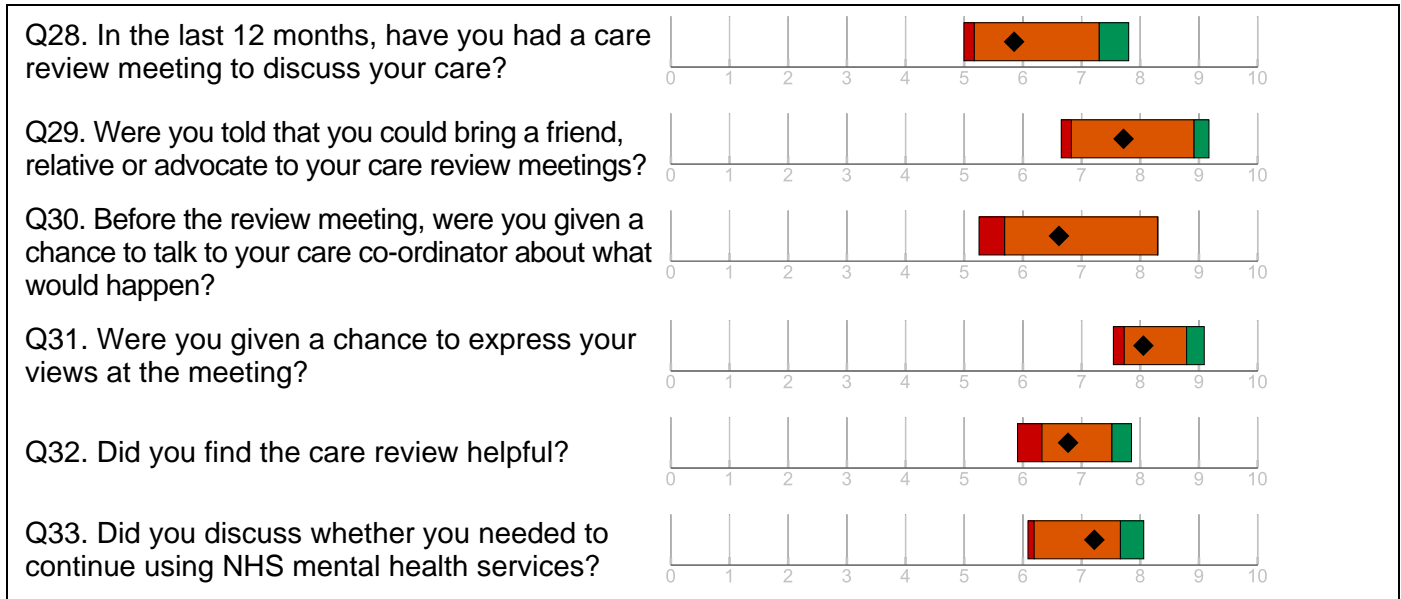 Q28. In the last 12 months, have you had a care
review meeting to discuss your care?
0 1 2 3 4 5 6 7 8 9 10
Q29. Were you told that you could bring a friend,
relative or advocate to your care review meetings?
0 1 2 3 4 5 6 7 8 9 10
Q30. Before the review meeting, were you given a
chance to talk to your care co-ordinator about what
would happen?
0 1 2 3 4 5 6 7 8 9 10
Q31. Were you given a chance to express your
views at the meeting?
0 1 2 3 4 5 6 7 8 9 10
Q32. Did you find the care review helpful?
0 1 2 3 4 5 6 7 8 9 10
Q33. Did you discuss whether you needed to
continue using NHS mental health services?
0 1 2 3 4 5 6 7 8 9 10